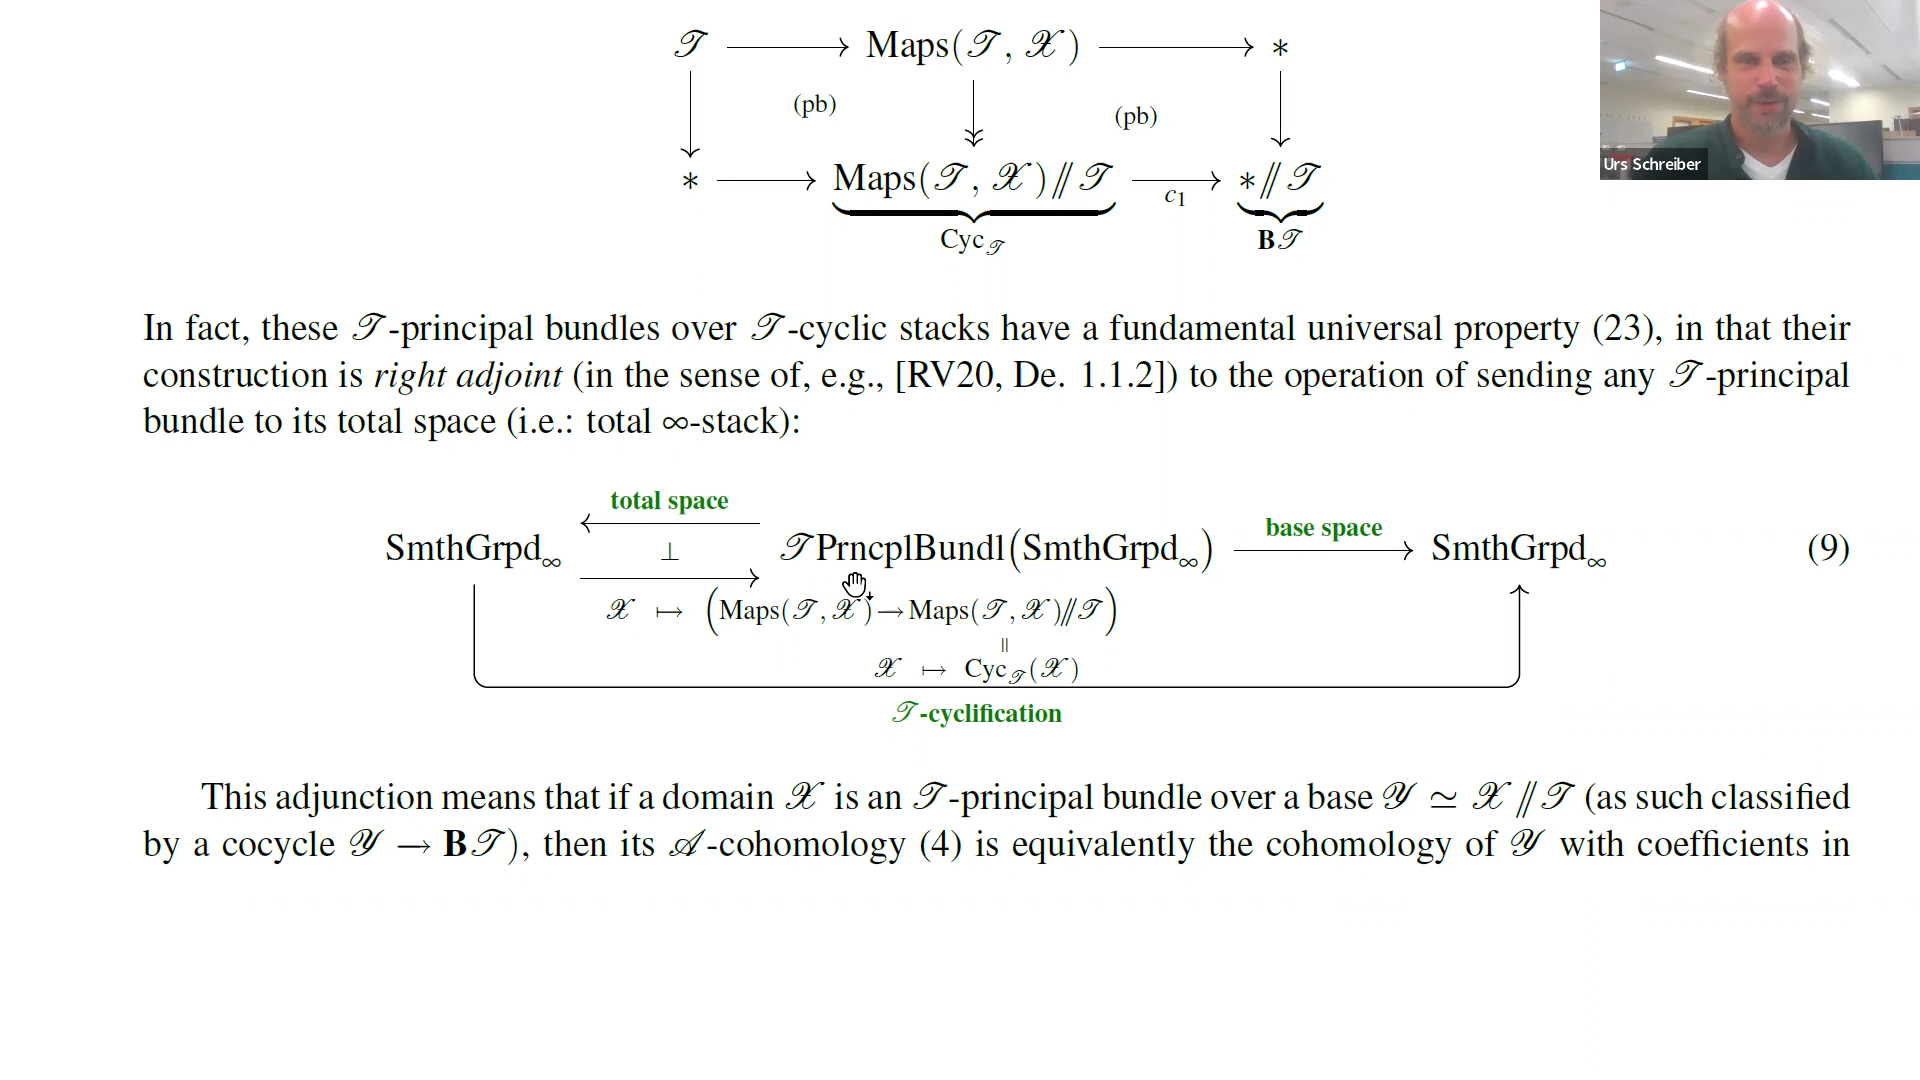 𝒯 ⟶ Maps(𝒯, 𝒳) ⟶ *
(pb) (pb)
* ⟶ Maps(𝒯, 𝒳)⫽𝒯 ⟶ *⫽𝒯
c₁
Cyc_𝒯 B𝒯
Urs Schreiber
In fact, these 𝒯-principal bundles over 𝒯-cyclic stacks have a fundamental universal property (23), in that their
construction is right adjoint (in the sense of, e.g., [RV20, De. 1.1.2]) to the operation of sending any 𝒯-principal
bundle to its total space (i.e.: total ∞-stack):
total space
base space
SmthGrpd∞ ⊥ 𝒯PrncplBundl(SmthGrpd∞) ⟶ SmthGrpd∞ (9)
𝒳 ↦ (Maps(𝒯, 𝒳)→Maps(𝒯, 𝒳)⫽𝒯)
=
𝒳 ↦ Cyc_𝒯(𝒳)
𝒯-cyclification
This adjunction means that if a domain 𝒳 is an 𝒯-principal bundle over a base 𝒴 ≃ 𝒳⫽𝒯 (as such classified
by a cocycle 𝒴 → B𝒯), then its 𝒜-cohomology (4) is equivalently the cohomology of 𝒴 with coefficients in